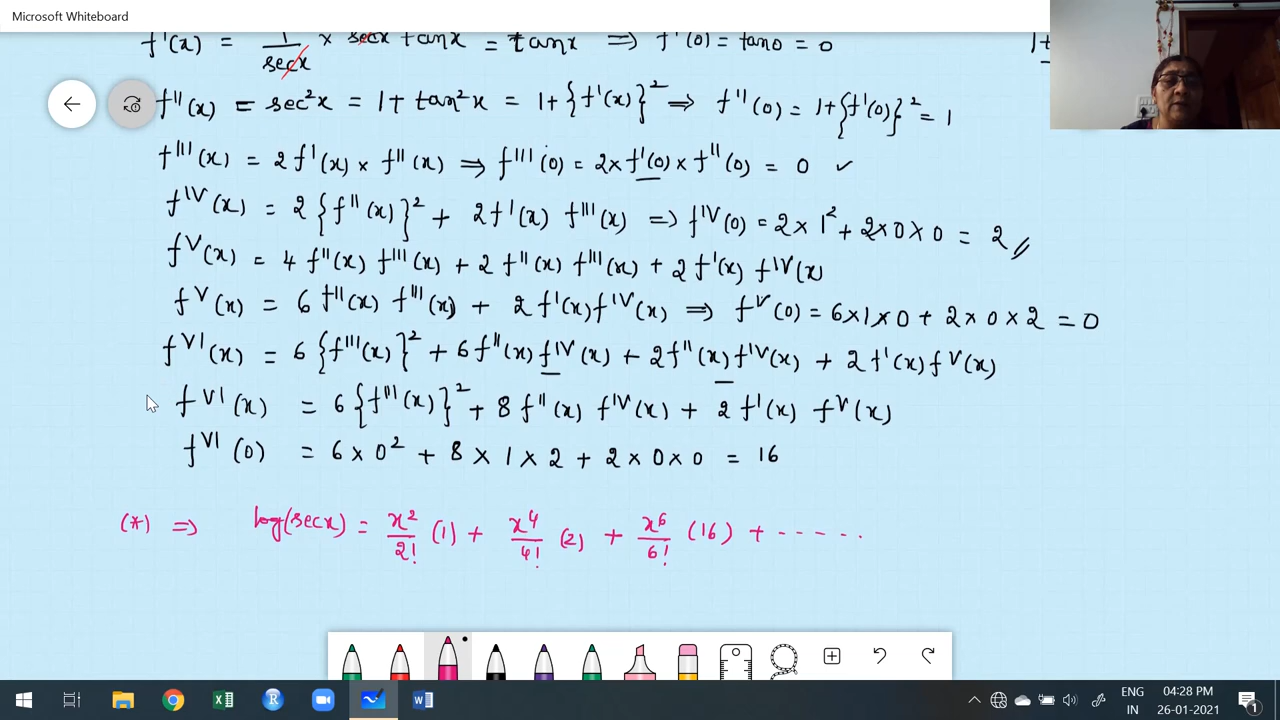 Microsoft Whiteboard
f'(x) = 1/secx × secx tanx = tanx ⇒ f'(0) = tan0 = 0
1+
f''(x) = sec²x = 1 + tan²x = 1 + {f'(x)}² ⇒ f''(0) = 1+{f'(0)}² = 1
f'''(x) = 2 f'(x) × f''(x) ⇒ f'''(0) = 2× f'(0) × f''(0) = 0 ✓
f^IV(x) = 2 {f''(x)}² + 2f'(x) f'''(x) ⇒ f^IV(0) = 2 × 1² + 2×0×0 = 2//
f^V(x) = 4 f''(x) f'''(x) + 2 f''(x) f'''(x) + 2 f'(x) f^IV(x)
f^V(x) = 6 f''(x) f'''(x) + 2 f'(x) f^IV(x) ⇒ f^V(0) = 6×1×0 + 2×0×2 = 0
f^VI(x) = 6 {f'''(x)}² + 6 f''(x) f^IV(x) + 2 f''(x) f^IV(x) + 2 f'(x) f^V(x)
f^VI(x) = 6 {f'''(x)}² + 8 f''(x) f^IV(x) + 2 f'(x) f^V(x)
f^VI(0) = 6 × 0² + 8 × 1 × 2 + 2 × 0 × 0 = 16
(*) ⇒ log(secx) = x²/2! (1) + x⁴/4! (2) + x⁶/6! (16) + ------
ENG 04:28 PM
IN 26-01-2021